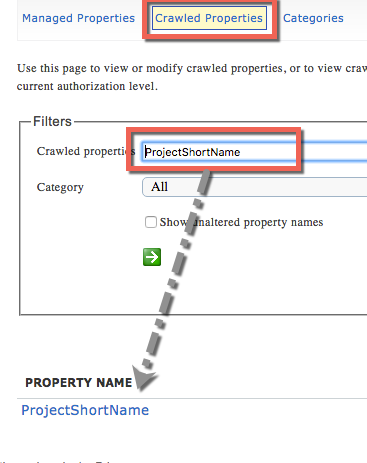 Managed Properties Crawled Properties Categories
Use this page to view or modify crawled properties, or to view craw
current authorization level.
Filters
Crawled properties ProjectShortName
Category All
Show unaltered property names
PROPERTY NAME
ProjectShortName